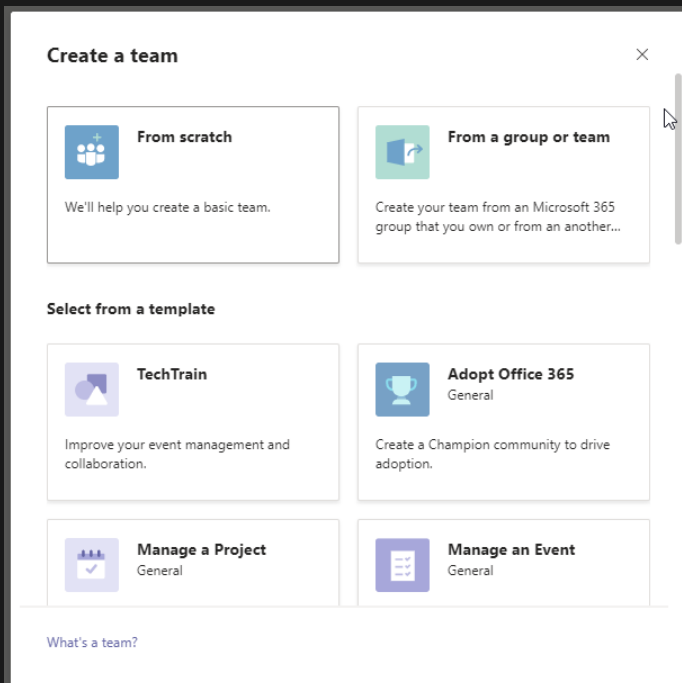 Create a team
From scratch
We'll help you create a basic team.
From a group or team
Create your team from an Microsoft 365
group that you own or from an another...
Select from a template
TechTrain
Improve your event management and
collaboration.
Adopt Office 365
General
Create a Champion community to drive
adoption.
Manage a Project
General
Manage an Event
General
What's a team?